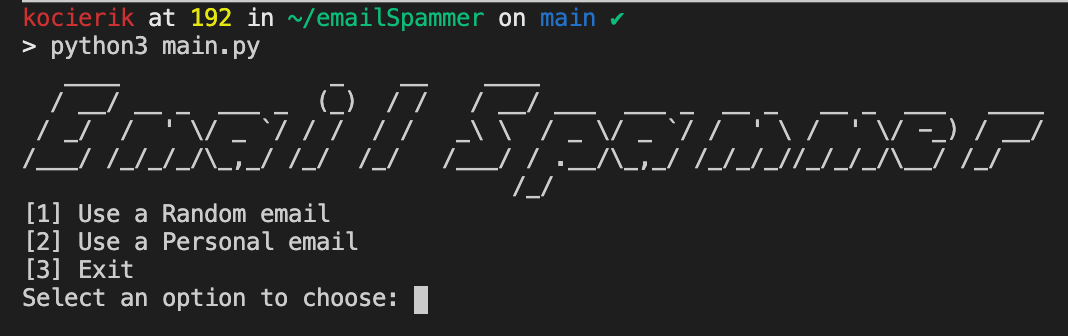 kocierik at 192 in ~/emailSpammer on main ✔
> python3 main.py
Email Spammer
[1] Use a Random email
[2] Use a Personal email
[3] Exit
Select an option to choose: